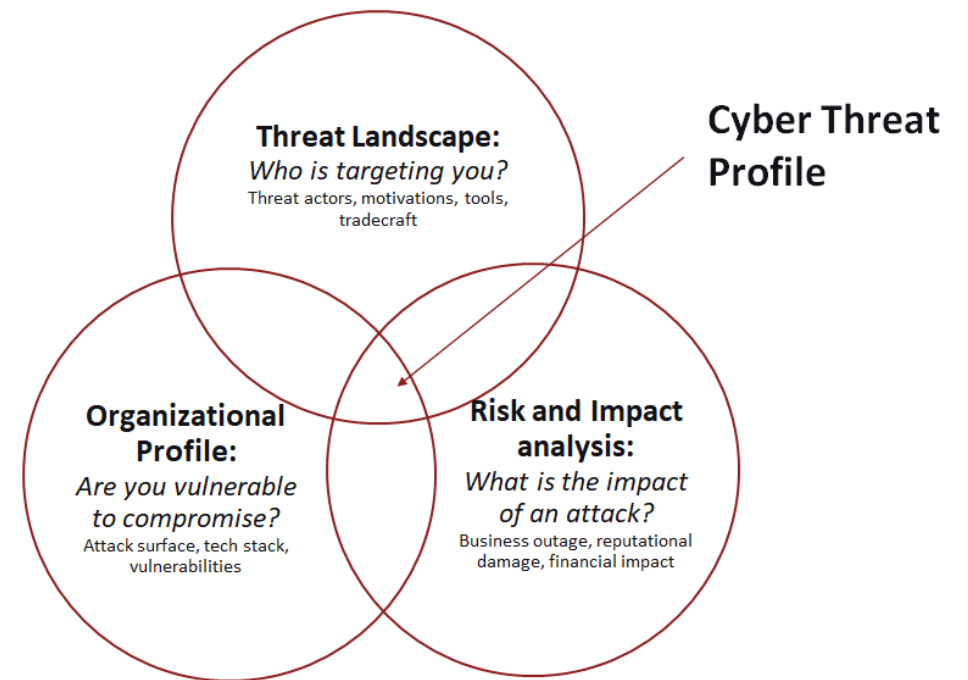 Cyber Threat
Profile
Threat Landscape:
Who is targeting you?
Threat actors, motivations, tools,
tradecraft
Organizational
Profile:
Are you vulnerable
to compromise?
Attack surface, tech stack,
vulnerabilities
Risk and Impact
analysis:
What is the impact
of an attack?
Business outage, reputational
damage, financial impact